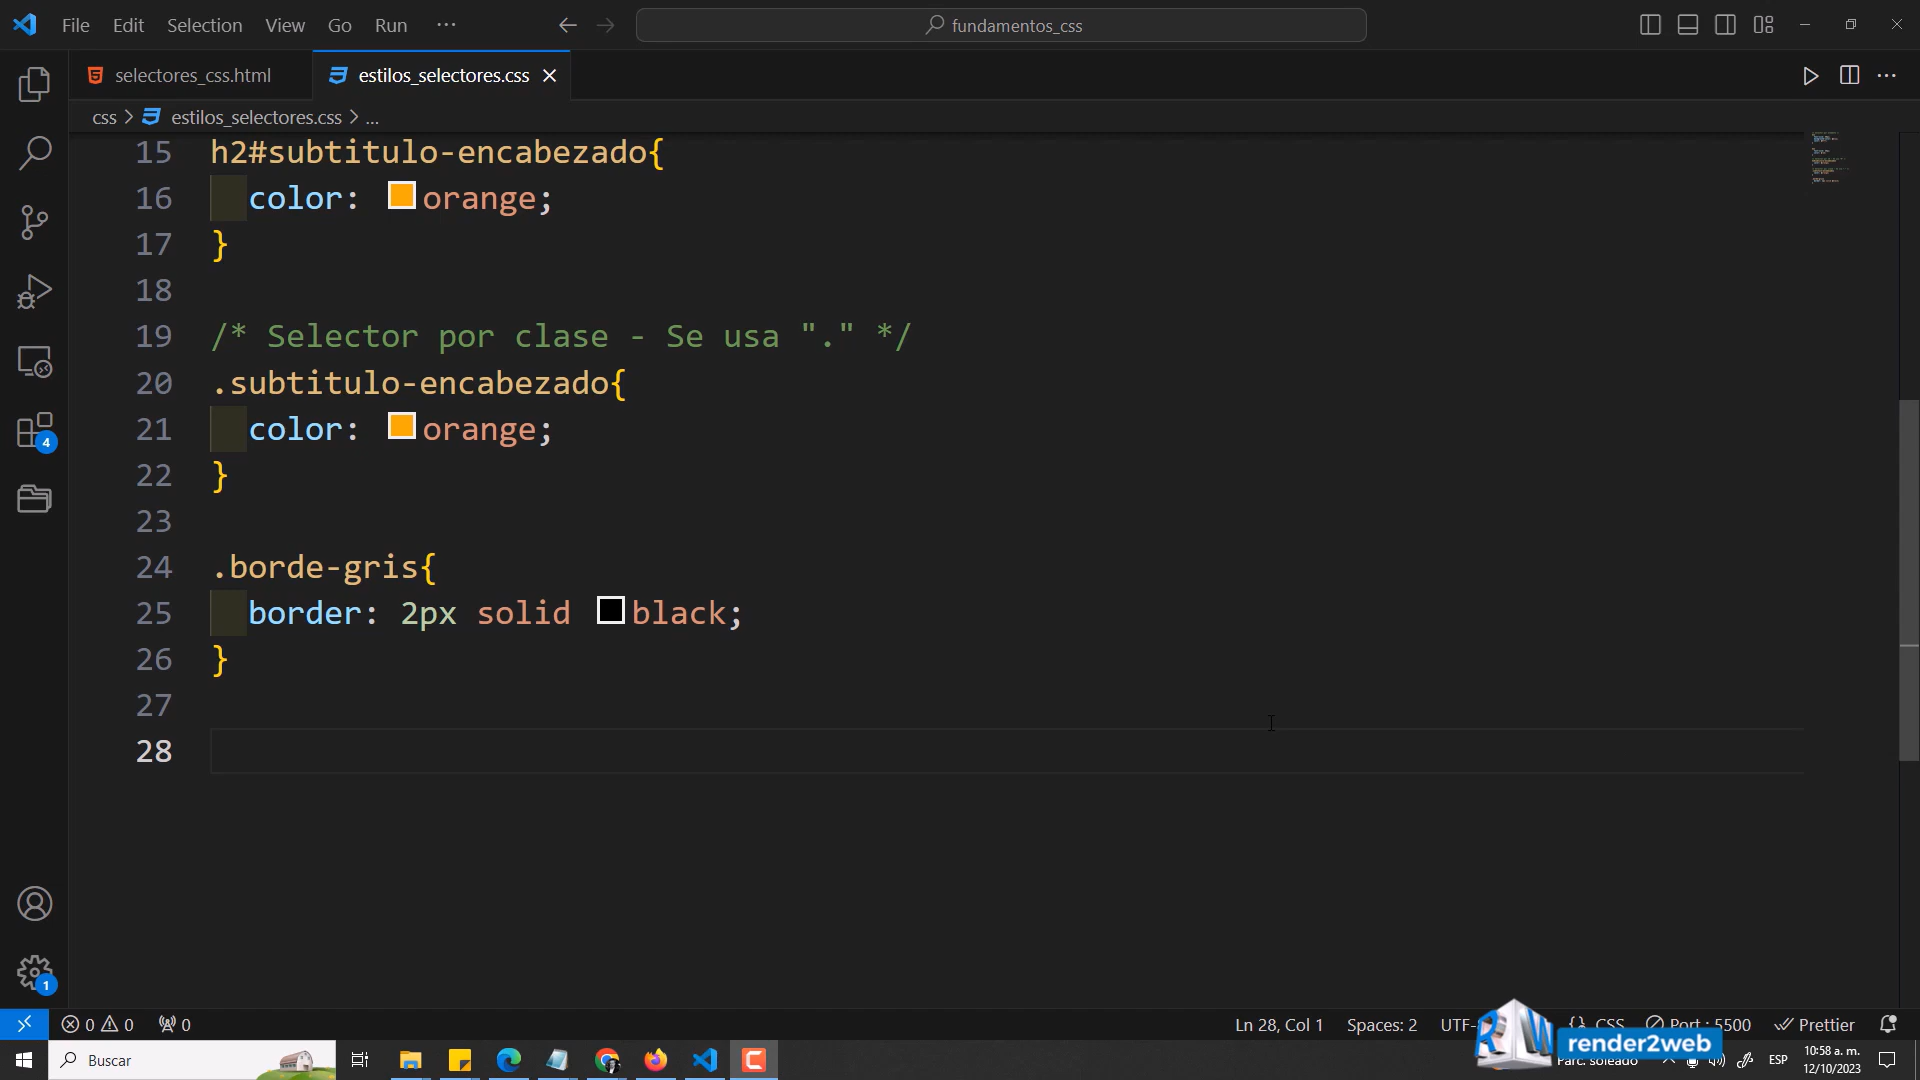 File Edit Selection View Go Run ···
fundamentos_css
selectores_css.html
estilos_selectores.css
css > estilos_selectores.css > ...
15 h2#subtitulo-encabezado{
16 color: orange;
17 }
18
19 /* Selector por clase - Se usa "." */
20 .subtitulo-encabezado{
21 color: orange;
22 }
23
24 .borde-gris{
25 border: 2px solid black;
26 }
27
28
4
1
0 0 0
Ln 28, Col 1 Spaces: 2 UTF- {} CSS Port : 5500 Prettier
render2web
Buscar
Parc. soleado
ESP
10:58 a. m.
12/10/2023